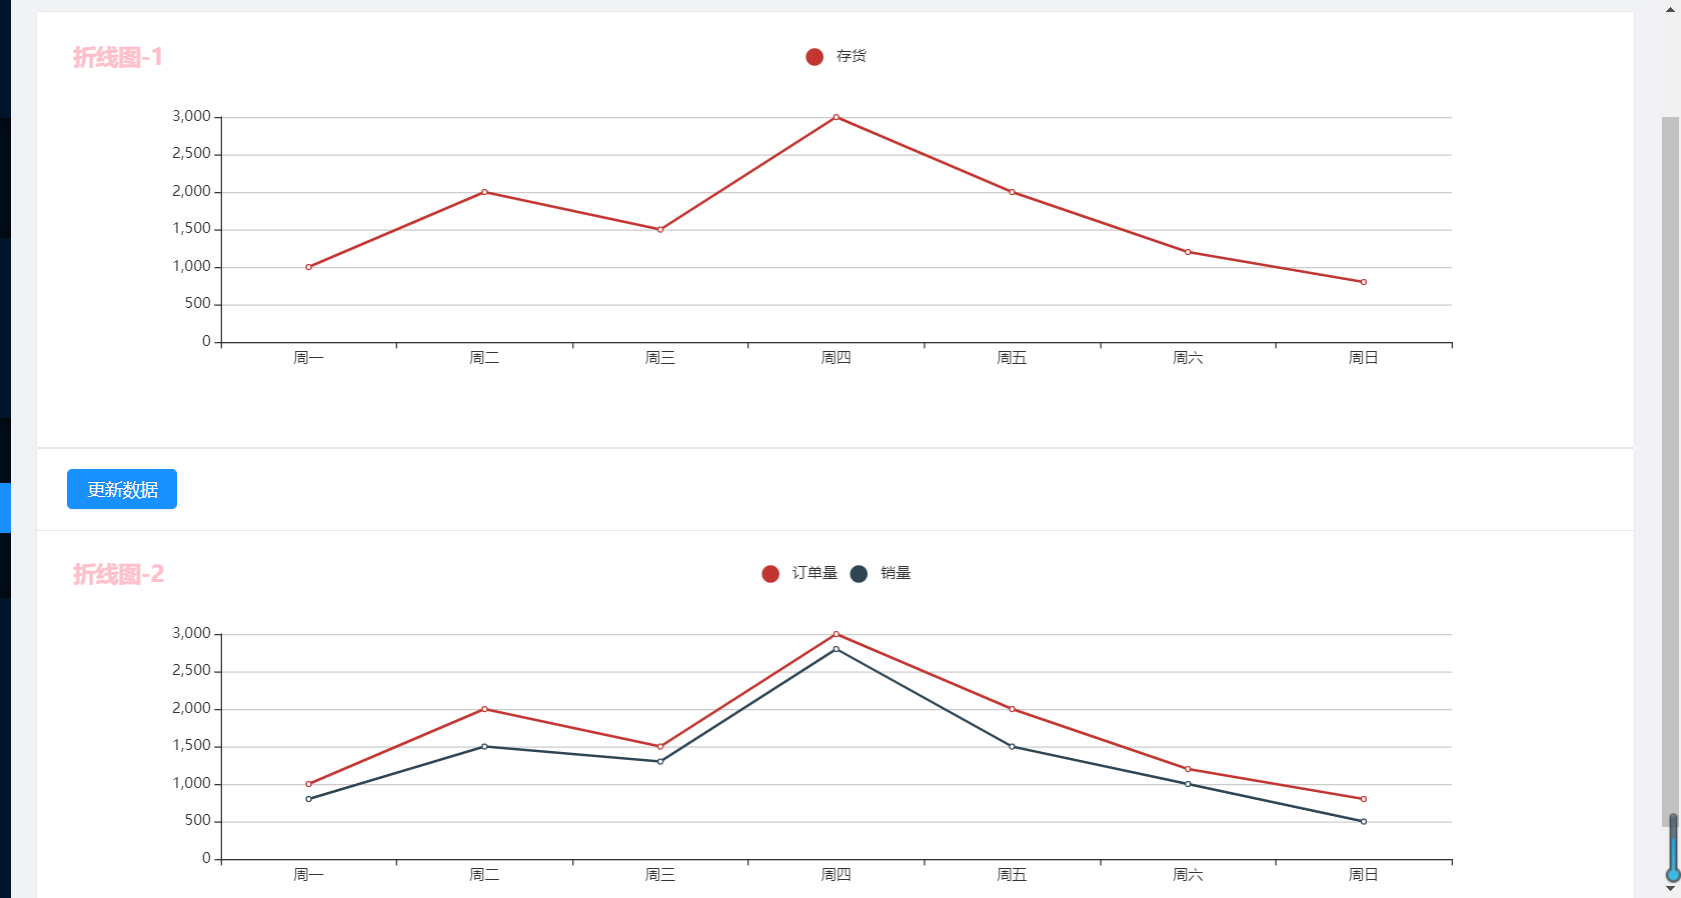 折线图-1
存货
3,000
2,500
2,000
1,500
1,000
500
0
周一 周二 周三 周四 周五 周六 周日
更新数据
折线图-2
订单量 销量
3,000
2,500
2,000
1,500
1,000
500
0
周一 周二 周三 周四 周五 周六 周日